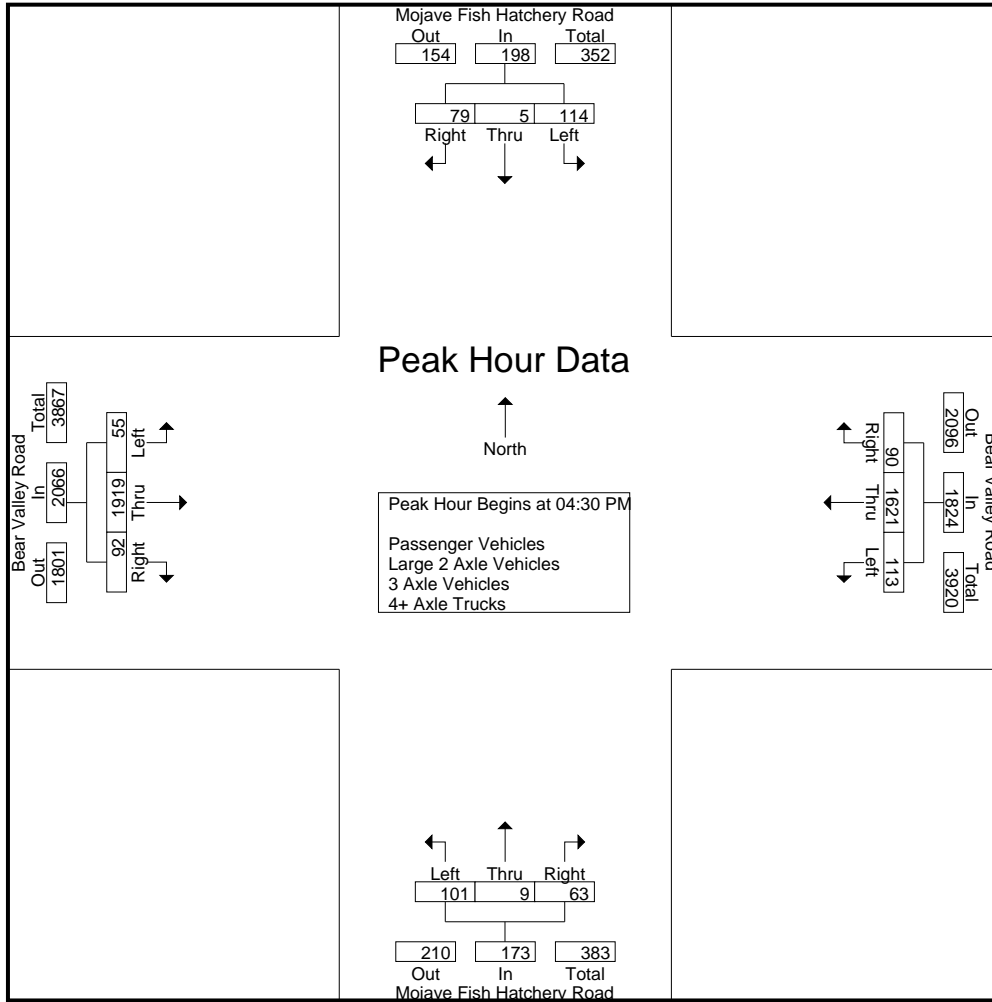 Mojave Fish Hatchery Road
Out In Total
154 198 352
79 5 114
Right Thru Left
Peak Hour Data
North
Peak Hour Begins at 04:30 PM
Passenger Vehicles
Large 2 Axle Vehicles
3 Axle Vehicles
4+ Axle Trucks
Bear Valley Road
Out In Total
1801 2066 3867
92 1919 55
Right Thru Left
Bear Valley Road
Out In Total
2096 1824 3920
90 1621 113
Right Thru Left
Left Thru Right
101 9 63
210 173 383
Out In Total
Mojave Fish Hatchery Road